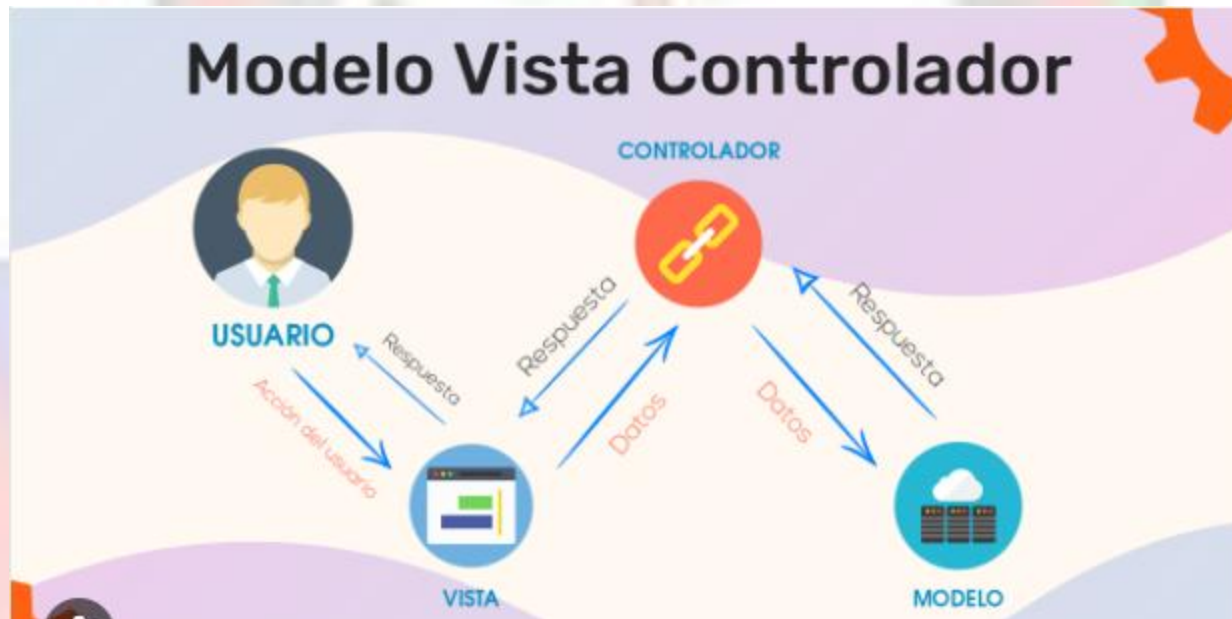 Modelo Vista Controlador
CONTROLADOR
USUARIO
Respuesta
Acción del usuario
Respuesta
Datos
Datos
Respuesta
VISTA
MODELO